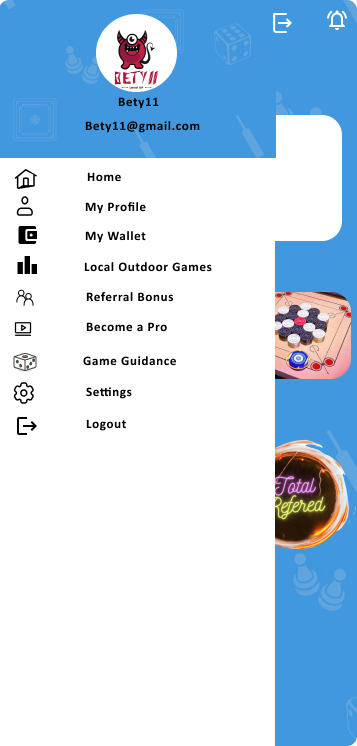 BETY11
Bety11
Bety11@gmail.com
Home
My Profile
My Wallet
Local Outdoor Games
Referral Bonus
Become a Pro
Game Guidance
Settings
Logout
Total
Refered